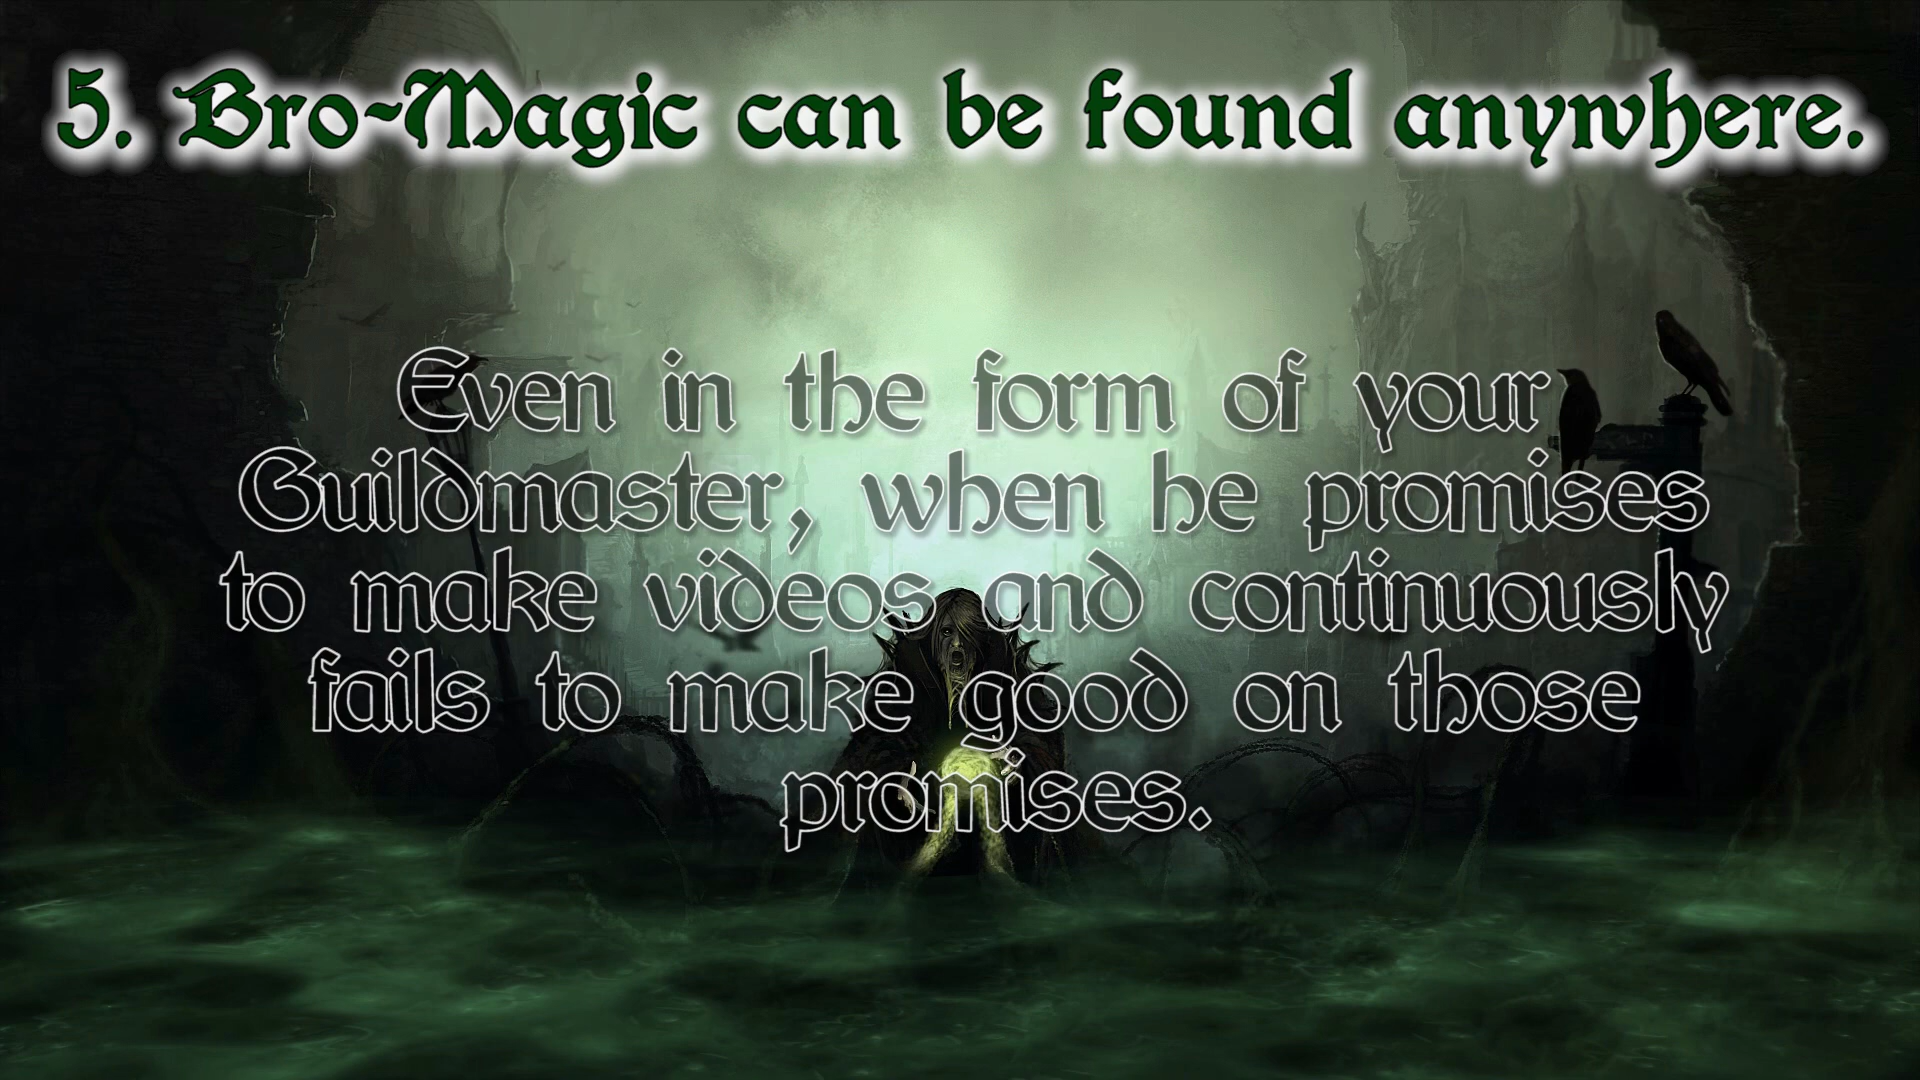 5. Bro-Magic can be found anywhere.
Even in the form of your
Guildmaster, when he promises
to make videos and continuously
fails to make good on those
promises.